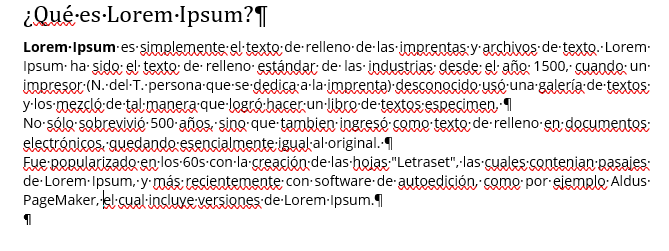 ¿Qué es Lorem Ipsum?¶
Lorem Ipsum es simplemente el texto de relleno de las imprentas y archivos de texto. Lorem
Ipsum ha sido el texto de relleno estándar de las industrias desde el año 1500, cuando un
impresor (N. del T. persona que se dedica a la imprenta) desconocido usó una galería de textos
y los mezcló de tal manera que logró hacer un libro de textos especimen. ¶
No sólo sobrevivió 500 años, sino que tambien ingresó como texto de relleno en documentos
electrónicos, quedando esencialmente igual al original. ¶
Fue popularizado en los 60s con la creación de las hojas "Letraset", las cuales contenian pasajes
de Lorem Ipsum, y más recientemente con software de autoedición, como por ejemplo Aldus
PageMaker, el cual incluye versiones de Lorem Ipsum.¶
¶